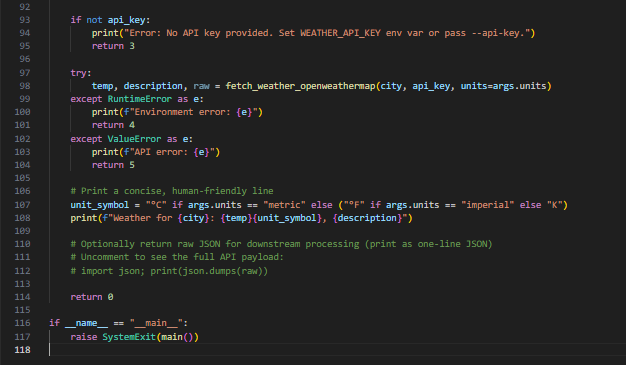 92
93 if not api_key:
94 print("Error: No API key provided. Set WEATHER_API_KEY env var or pass --api-key.")
95 return 3
96
97 try:
98 temp, description, raw = fetch_weather_openweathermap(city, api_key, units=args.units)
99 except RuntimeError as e:
100 print(f"Environment error: {e}")
101 return 4
102 except ValueError as e:
103 print(f"API error: {e}")
104 return 5
105
106 # Print a concise, human-friendly line
107 unit_symbol = "°C" if args.units == "metric" else ("°F" if args.units == "imperial" else "K")
108 print(f"Weather for {city}: {temp}{unit_symbol}, {description}")
109
110 # Optionally return raw JSON for downstream processing (print as one-line JSON)
111 # Uncomment to see the full API payload:
112 # import json; print(json.dumps(raw))
113
114 return 0
115
116 if __name__ == "__main__":
117 raise SystemExit(main())
118